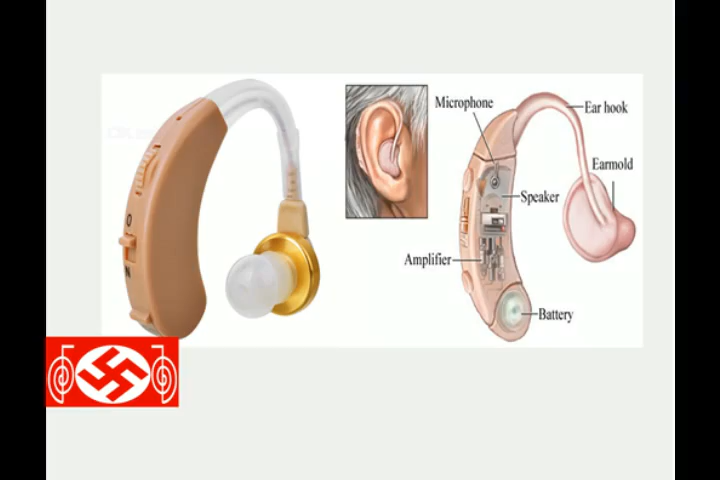 Microphone
Ear hook
Earmold
Speaker
Amplifier
Battery
O
N